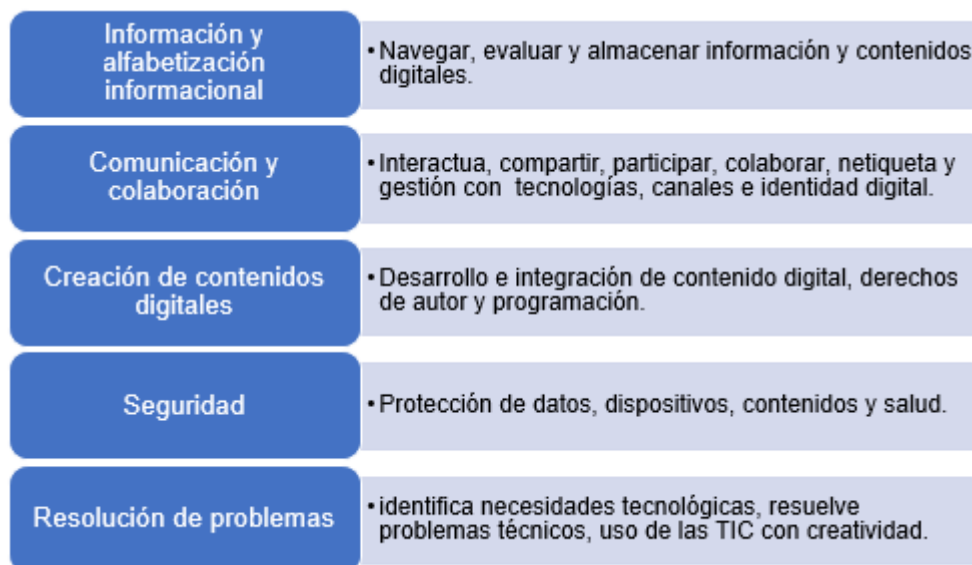 Información y
alfabetización
informacional
• Navegar, evaluar y almacenar información y contenidos
digitales.
Comunicación y
colaboración
• Interactua, compartir, participar, colaborar, netiqueta y
gestión con tecnologías, canales e identidad digital.
Creación de contenidos
digitales
• Desarrollo e integración de contenido digital, derechos
de autor y programación.
Seguridad
• Protección de datos, dispositivos, contenidos y salud.
Resolución de problemas
• identifica necesidades tecnológicas, resuelve
problemas técnicos, uso de las TIC con creatividad.